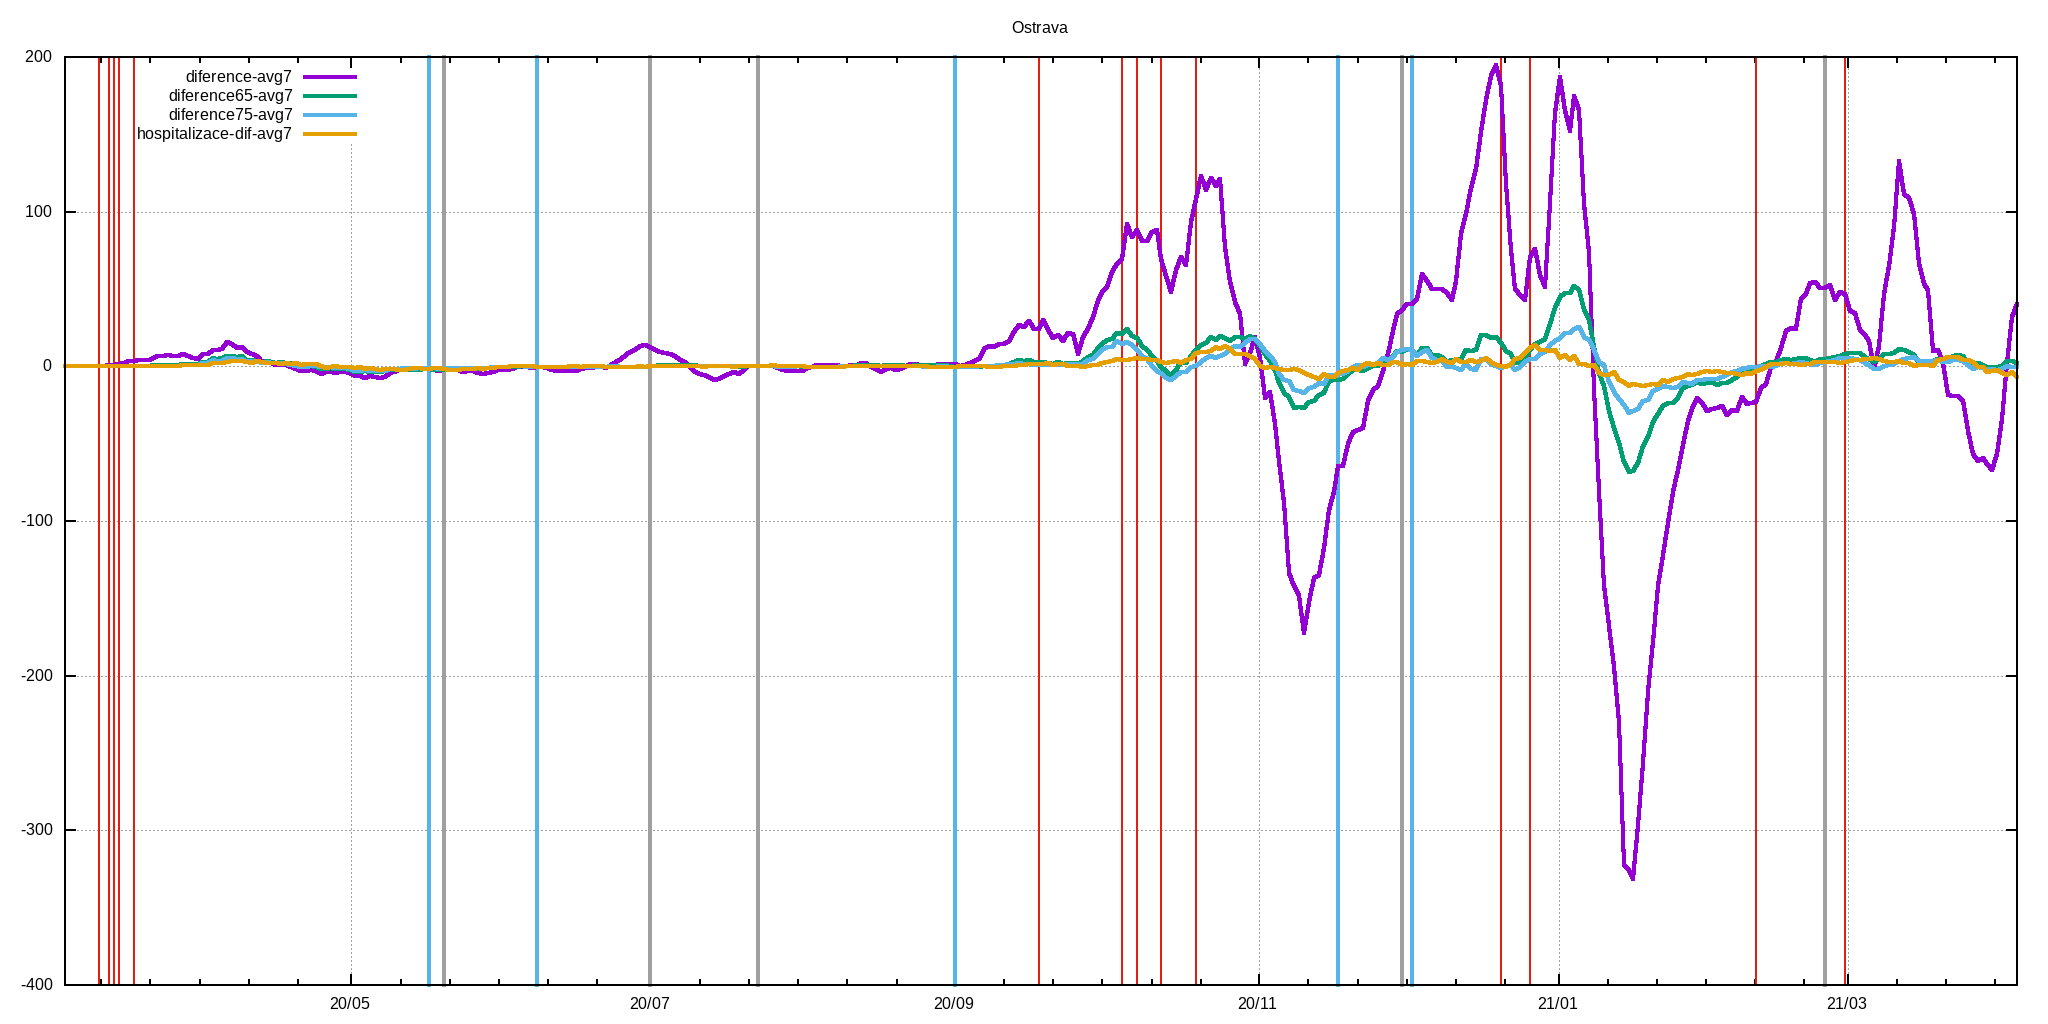 Ostrava
200
100
0
-100
-200
-300
-400
diference-avg7
diference65-avg7
diference75-avg7
hospitalizace-dif-avg7
20/05 20/07 20/09 20/11 21/01 21/03